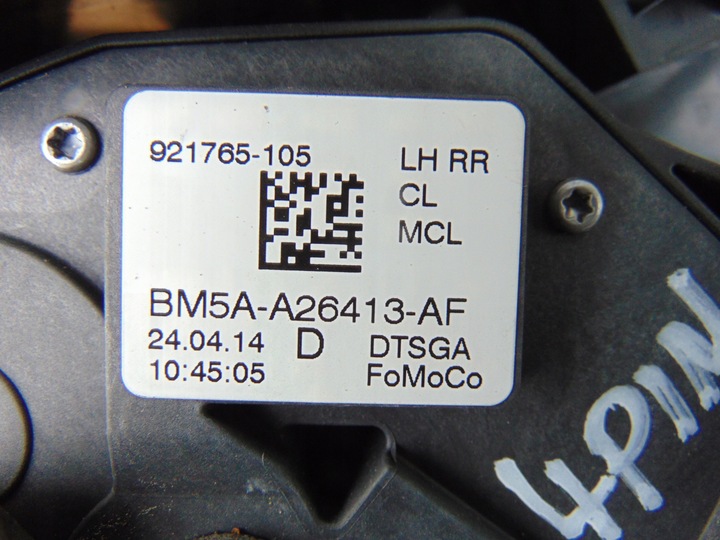 921765-105 LH RR
CL
MCL
BM5A-A26413-AF
24.04.14 D DTSGA
10:45:05 FoMoCo
4PIN